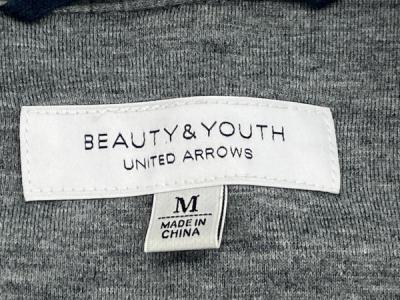 BEAUTY&YOUTH
UNITED ARROWS
M
MADE IN
CHINA